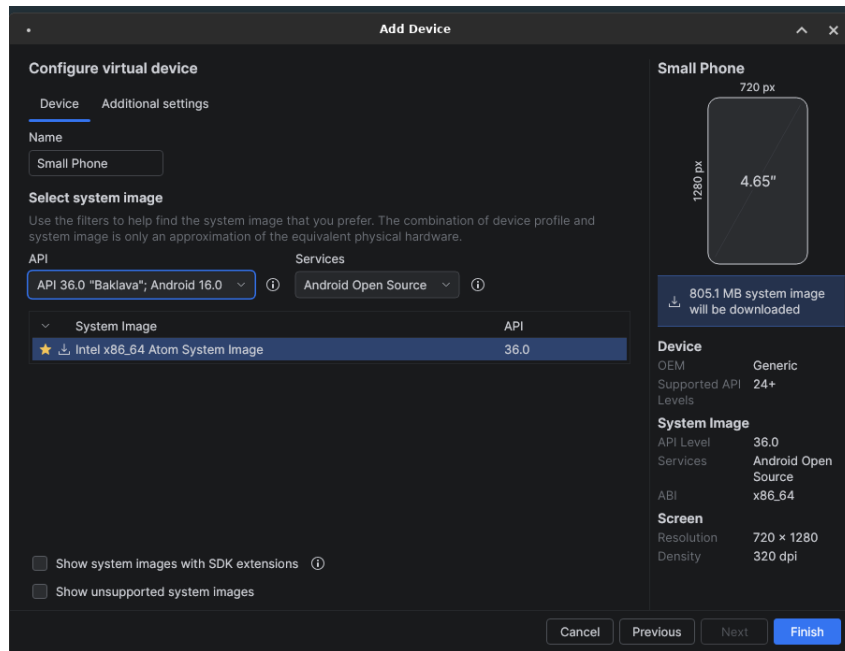 Add Device
Configure virtual device
Device Additional settings
Name
Small Phone
Select system image
Use the filters to help find the system image that you prefer. The combination of device profile and
system image is only an approximation of the equivalent physical hardware.
API Services
API 36.0 "Baklava"; Android 16.0 Android Open Source
System Image API
Intel x86_64 Atom System Image 36.0
Show system images with SDK extensions
Show unsupported system images
Small Phone
720 px
1280 px
4.65"
805.1 MB system image
will be downloaded
Device
OEM Generic
Supported API 24+
Levels
System Image
API Level 36.0
Services Android Open
Source
ABI x86_64
Screen
Resolution 720 × 1280
Density 320 dpi
Cancel Previous Next Finish